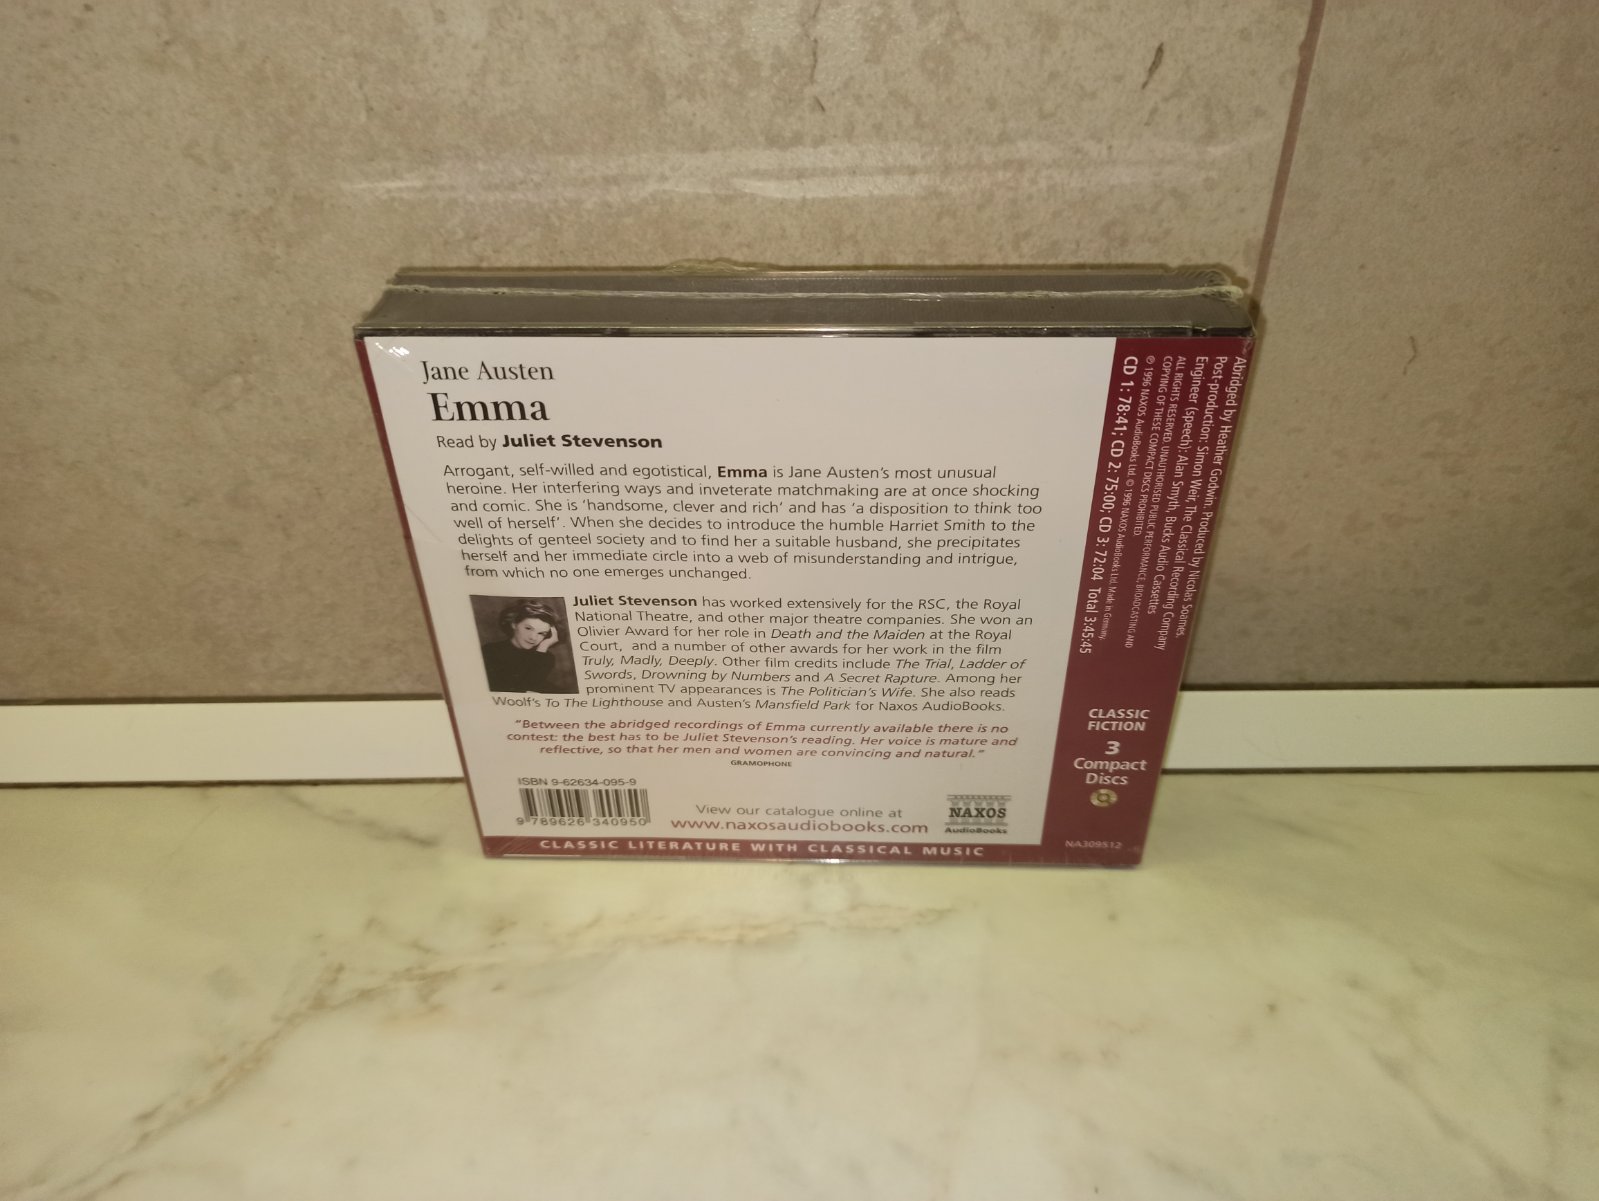 Jane Austen
Emma
Read by Juliet Stevenson
Arrogant, self-willed and egotistical, Emma is Jane Austen's most unusual
heroine. Her interfering ways and inveterate matchmaking are at once shocking
and comic. She is 'handsome, clever and rich' and has 'a disposition to think too
well of herself'. When she decides to introduce the humble Harriet Smith to the
delights of genteel society and to find her a suitable husband, she precipitates
herself and her immediate circle into a web of misunderstanding and intrigue,
from which no one emerges unchanged.
Juliet Stevenson has worked extensively for the RSC, the Royal
National Theatre, and other major theatre companies. She won an
Olivier Award for her role in Death and the Maiden at the Royal
Court, and a number of other awards for her work in the film
Truly, Madly, Deeply. Other film credits include The Trial, Ladder of
Swords, Drowning by Numbers and A Secret Rapture. Among her
prominent TV appearances is The Politician's Wife. She also reads
Woolf's To The Lighthouse and Austen's Mansfield Park for Naxos AudioBooks.
"Between the abridged recordings of Emma currently available there is no
contest: the best has to be Juliet Stevenson's reading. Her voice is mature and
reflective, so that her men and women are convincing and natural."
GRAMOPHONE
ISBN 9-62634-095-9
9 789626 340950
View our catalogue online at
www.naxosaudiobooks.com
NAXOS
AudioBooks
CLASSIC LITERATURE WITH CLASSICAL MUSIC
Abridged by Heather Godwin. Produced by Nicolas Soames.
Post-production: Simon Weir, The Classical Recording Company
Engineer (speech): Alan Smyth, Bucks Audio Cassettes
ALL RIGHTS RESERVED. UNAUTHORISED PUBLIC PERFORMANCE, BROADCASTING AND
COPYING OF THESE COMPACT DISCS PROHIBITED.
℗ 1996 NAXOS AudioBooks Ltd. © 1996 NAXOS AudioBooks Ltd. Made in Germany.
CD 1: 78:41; CD 2: 75:00; CD 3: 72:04 Total 3:45:45
CLASSIC
FICTION
3
Compact
Discs
NA309512